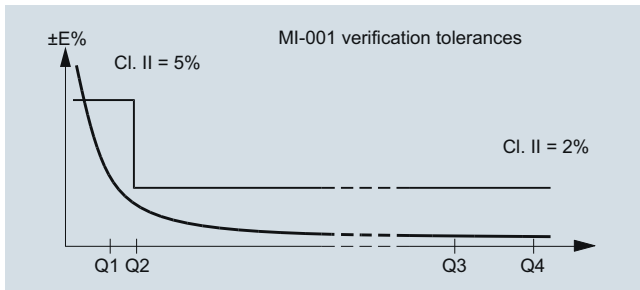 MI-001 verification tolerances
±E%
Cl. II = 5%
Cl. II = 2%
Q1 Q2 Q3 Q4